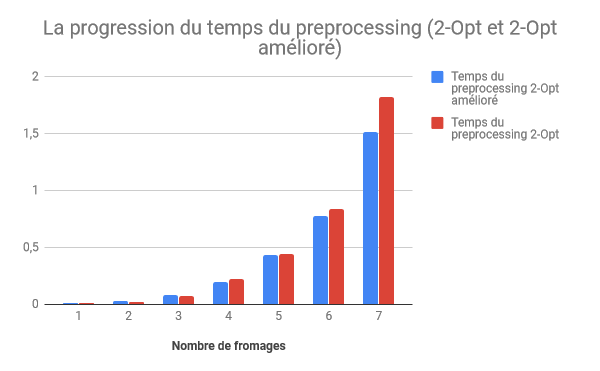 La progression du temps du preprocessing (2-Opt et 2-Opt
amélioré)
2
1,5
1
0,5
0
1 2 3 4 5 6 7
Nombre de fromages
Temps du
preprocessing 2-Opt
amélioré
Temps du
preprocessing 2-Opt